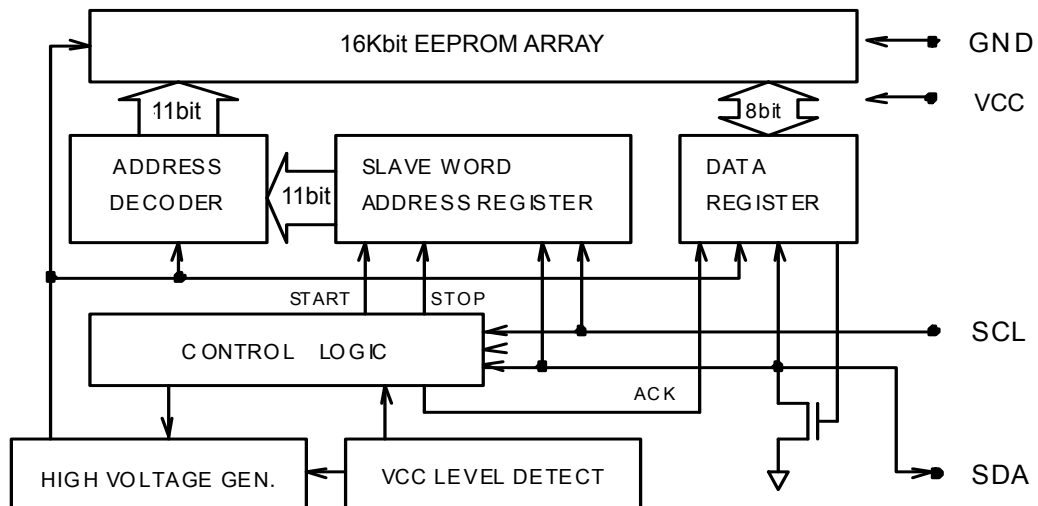 16Kbit EEPROM ARRAY
GND
VCC
11bit
8bit
ADDRESS
DECODER
11bit
SLAVE WORD
ADDRESS REGISTER
DATA
REGISTER
START
STOP
CONTROL LOGIC
SCL
ACK
HIGH VOLTAGE GEN.
VCC LEVEL DETECT
SDA